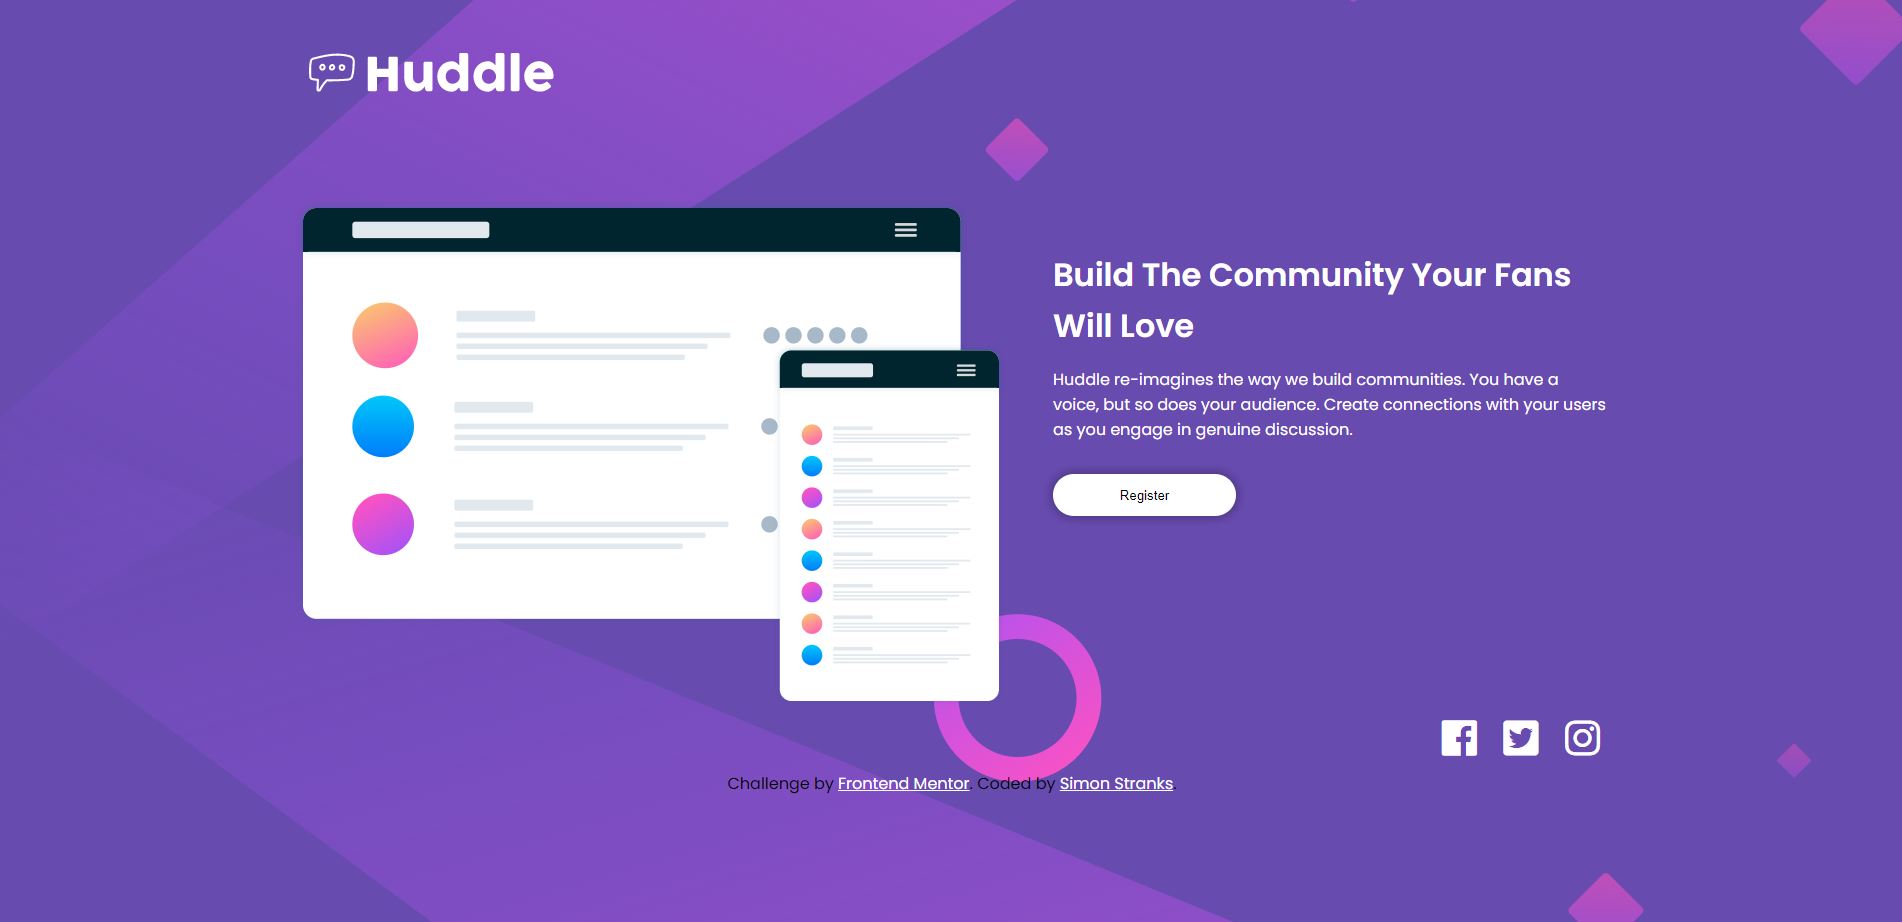 Huddle
Build The Community Your Fans
Will Love
Huddle re-imagines the way we build communities. You have a
voice, but so does your audience. Create connections with your users
as you engage in genuine discussion.
Register
Challenge by Frontend Mentor. Coded by Simon Stranks.